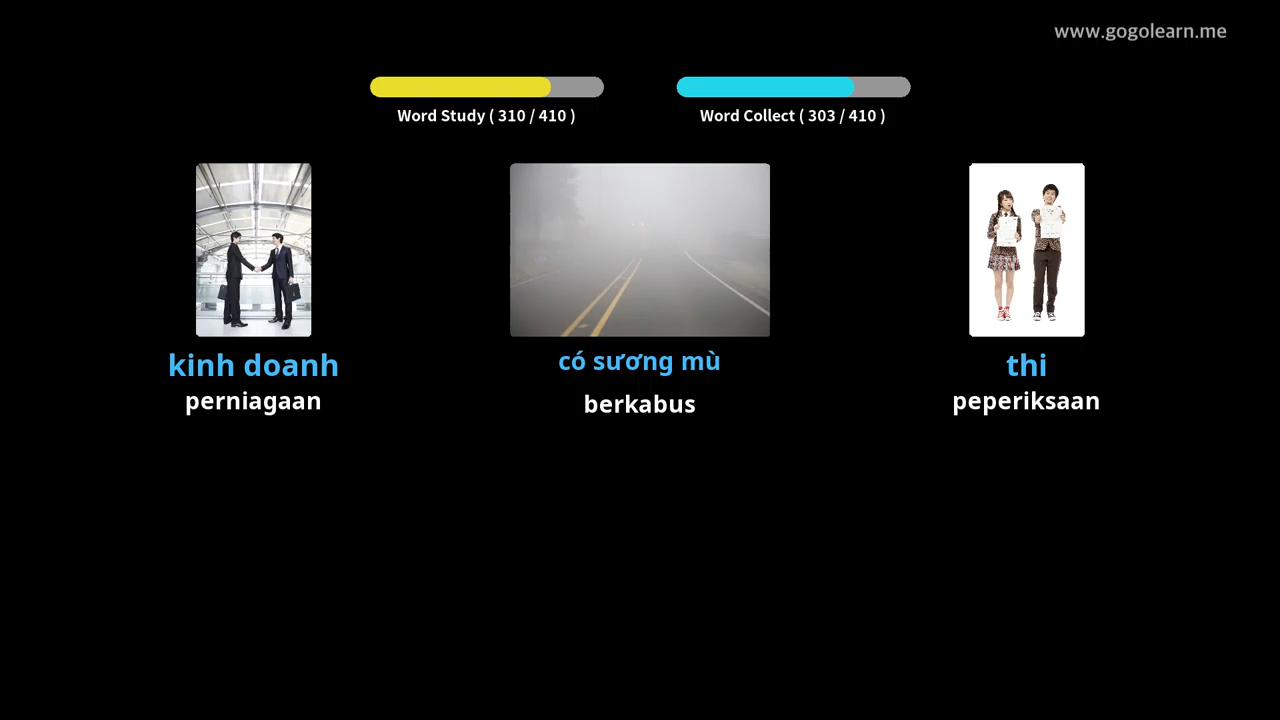 www.gogolearn.me
Word Study ( 310 / 410 )
Word Collect ( 303 / 410 )
kinh doanh
perniagaan
có sương mù
berkabus
thi
peperiksaan